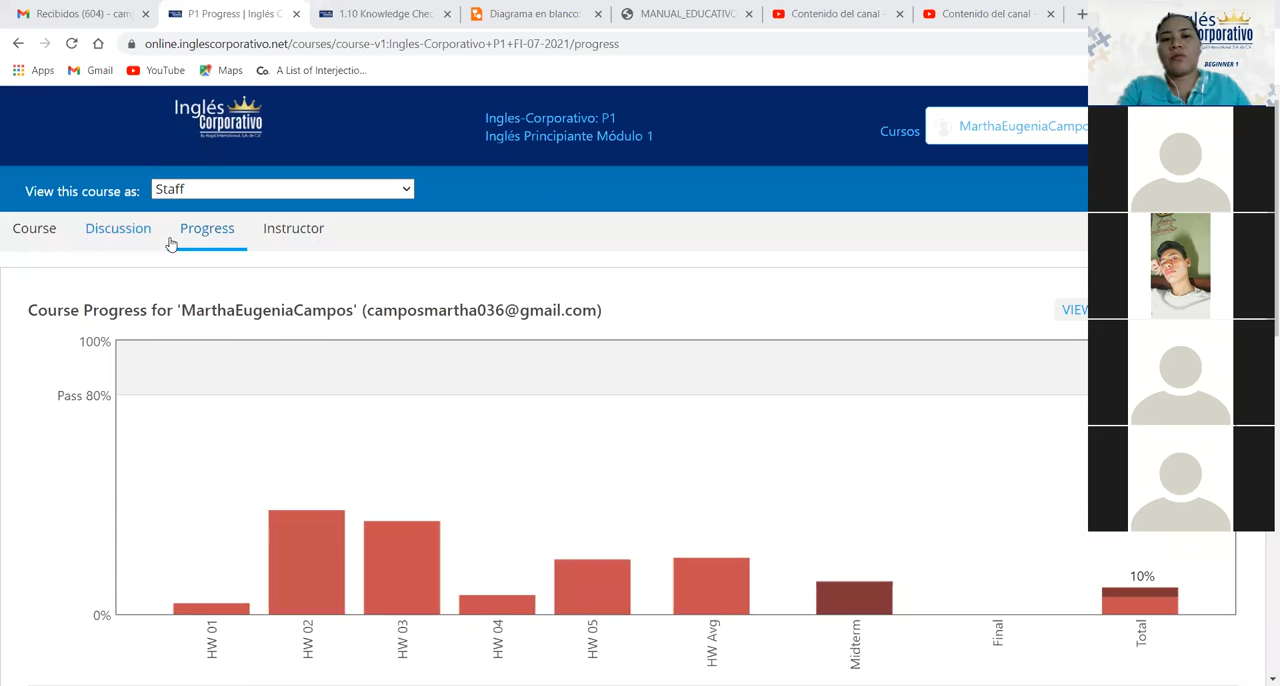 Recibidos (604) - cam
P1 Progress | Inglés C
1.10 Knowledge Chec
Diagrama en blanco:
MANUAL_EDUCATIVO
Contenido del canal -
Contenido del canal -
online.inglescorporativo.net/courses/course-v1:Ingles-Corporativo+P1+FI-07-2021/progress
Apps
Gmail
YouTube
Maps
A List of Interjectio...
BEGINNER 1
Inglés
Corporativo
Ingles-Corporativo: P1
Inglés Principiante Módulo 1
Cursos
MarthaEugeniaCampo
View this course as:
Staff
Course
Discussion
Progress
Instructor
Course Progress for 'MarthaEugeniaCampos' (camposmartha036@gmail.com)
VIEW
100%
Pass 80%
0%
10%
HW 01
HW 02
HW 03
HW 04
HW 05
HW Avg
Midterm
Final
Total